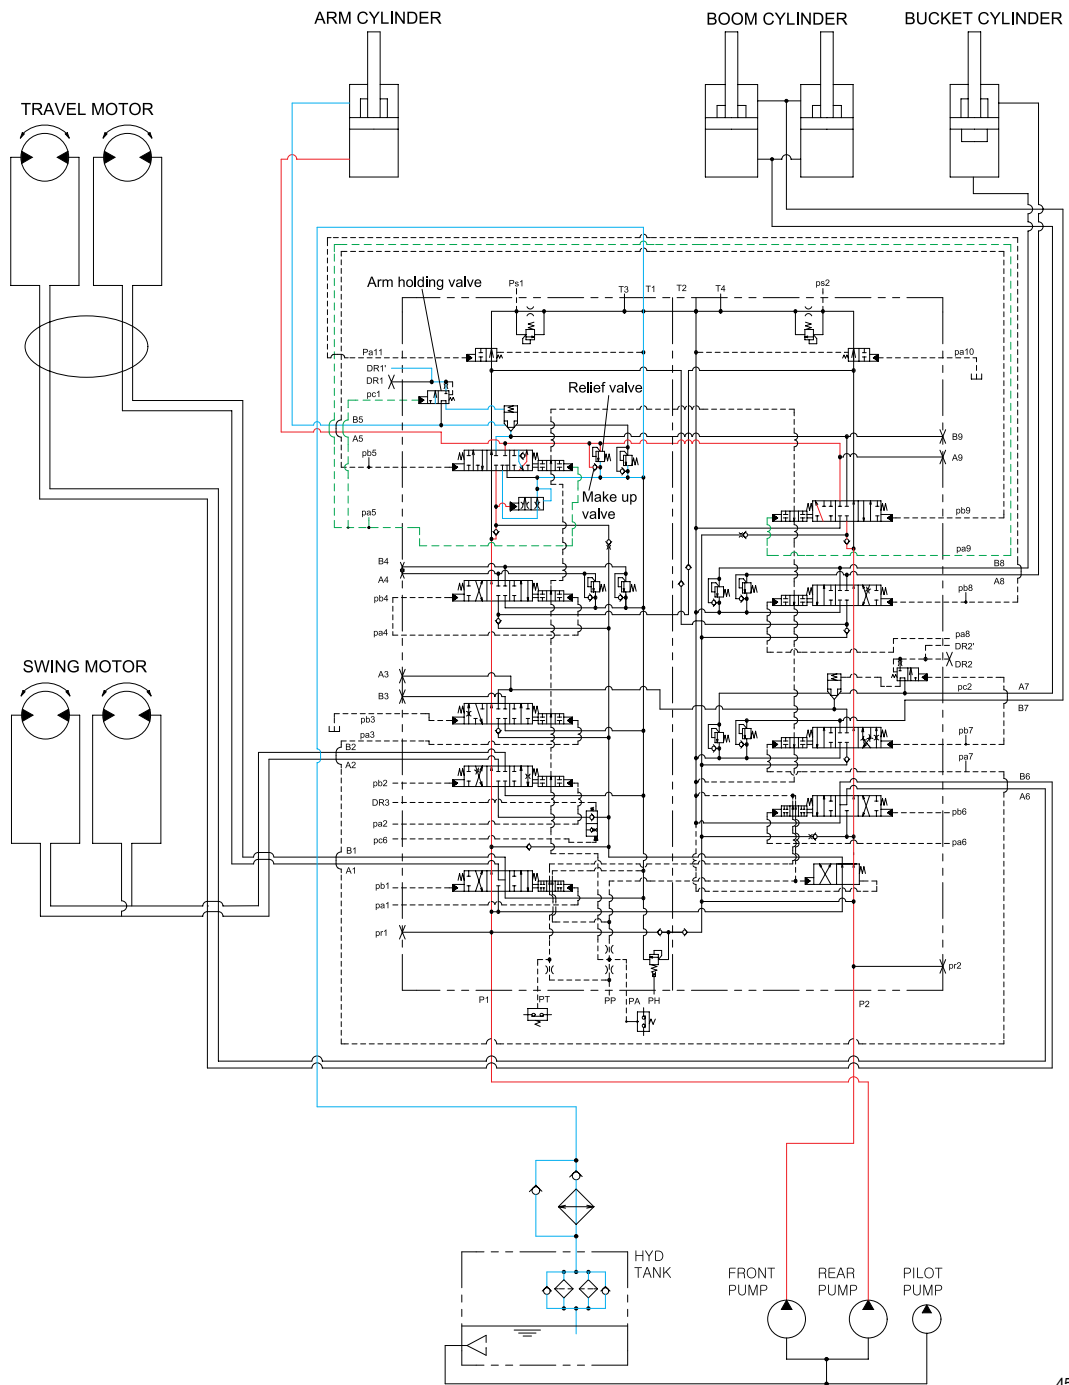 ARM CYLINDER
BOOM CYLINDER
BUCKET CYLINDER
TRAVEL MOTOR
Arm holding valve
Ps1
T3
T1
T2
T4
ps2
Pa11
pa10
DR1'
DR1
pc1
Relief valve
B5
A5
B9
A9
pb5
Make up
valve
pa5
pb9
pa9
B4
A4
B8
A8
pb4
pb8
pa4
pa8
DR2'
DR2
SWING MOTOR
A3
B3
pc2
A7
B7
pb3
pa3
pb7
pa7
B2
A2
pb2
B6
A6
DR3
pa2
pb6
pc6
pa6
B1
A1
pb1
pa1
pr1
pr2
P1
PT
PP
PA
PH
P2
HYD
TANK
FRONT
PUMP
REAR
PUMP
PILOT
PUMP
45